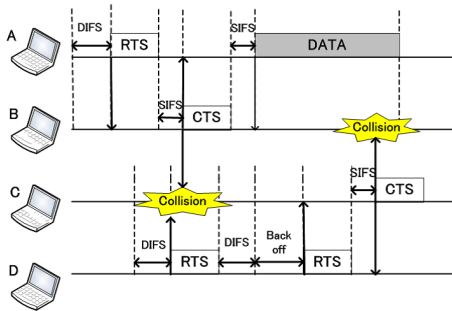 A
DIFS
RTS
SIFS
DATA
B
SIFS
CTS
Collision
C
Collision
SIFS
CTS
D
DIFS
RTS
DIFS
Back
off
RTS